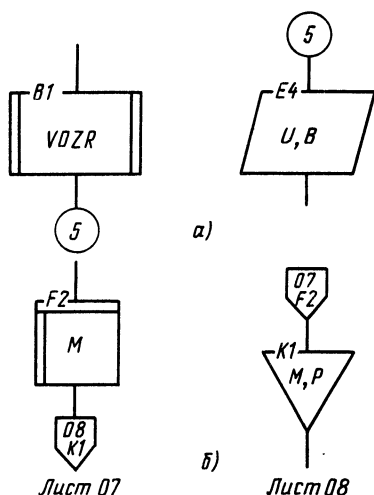 5
B1
E4
VOZR
U, B
5
а)
F2
07
F2
M
K1
M, P
08
K1
б)
Лист 07
Лист 08